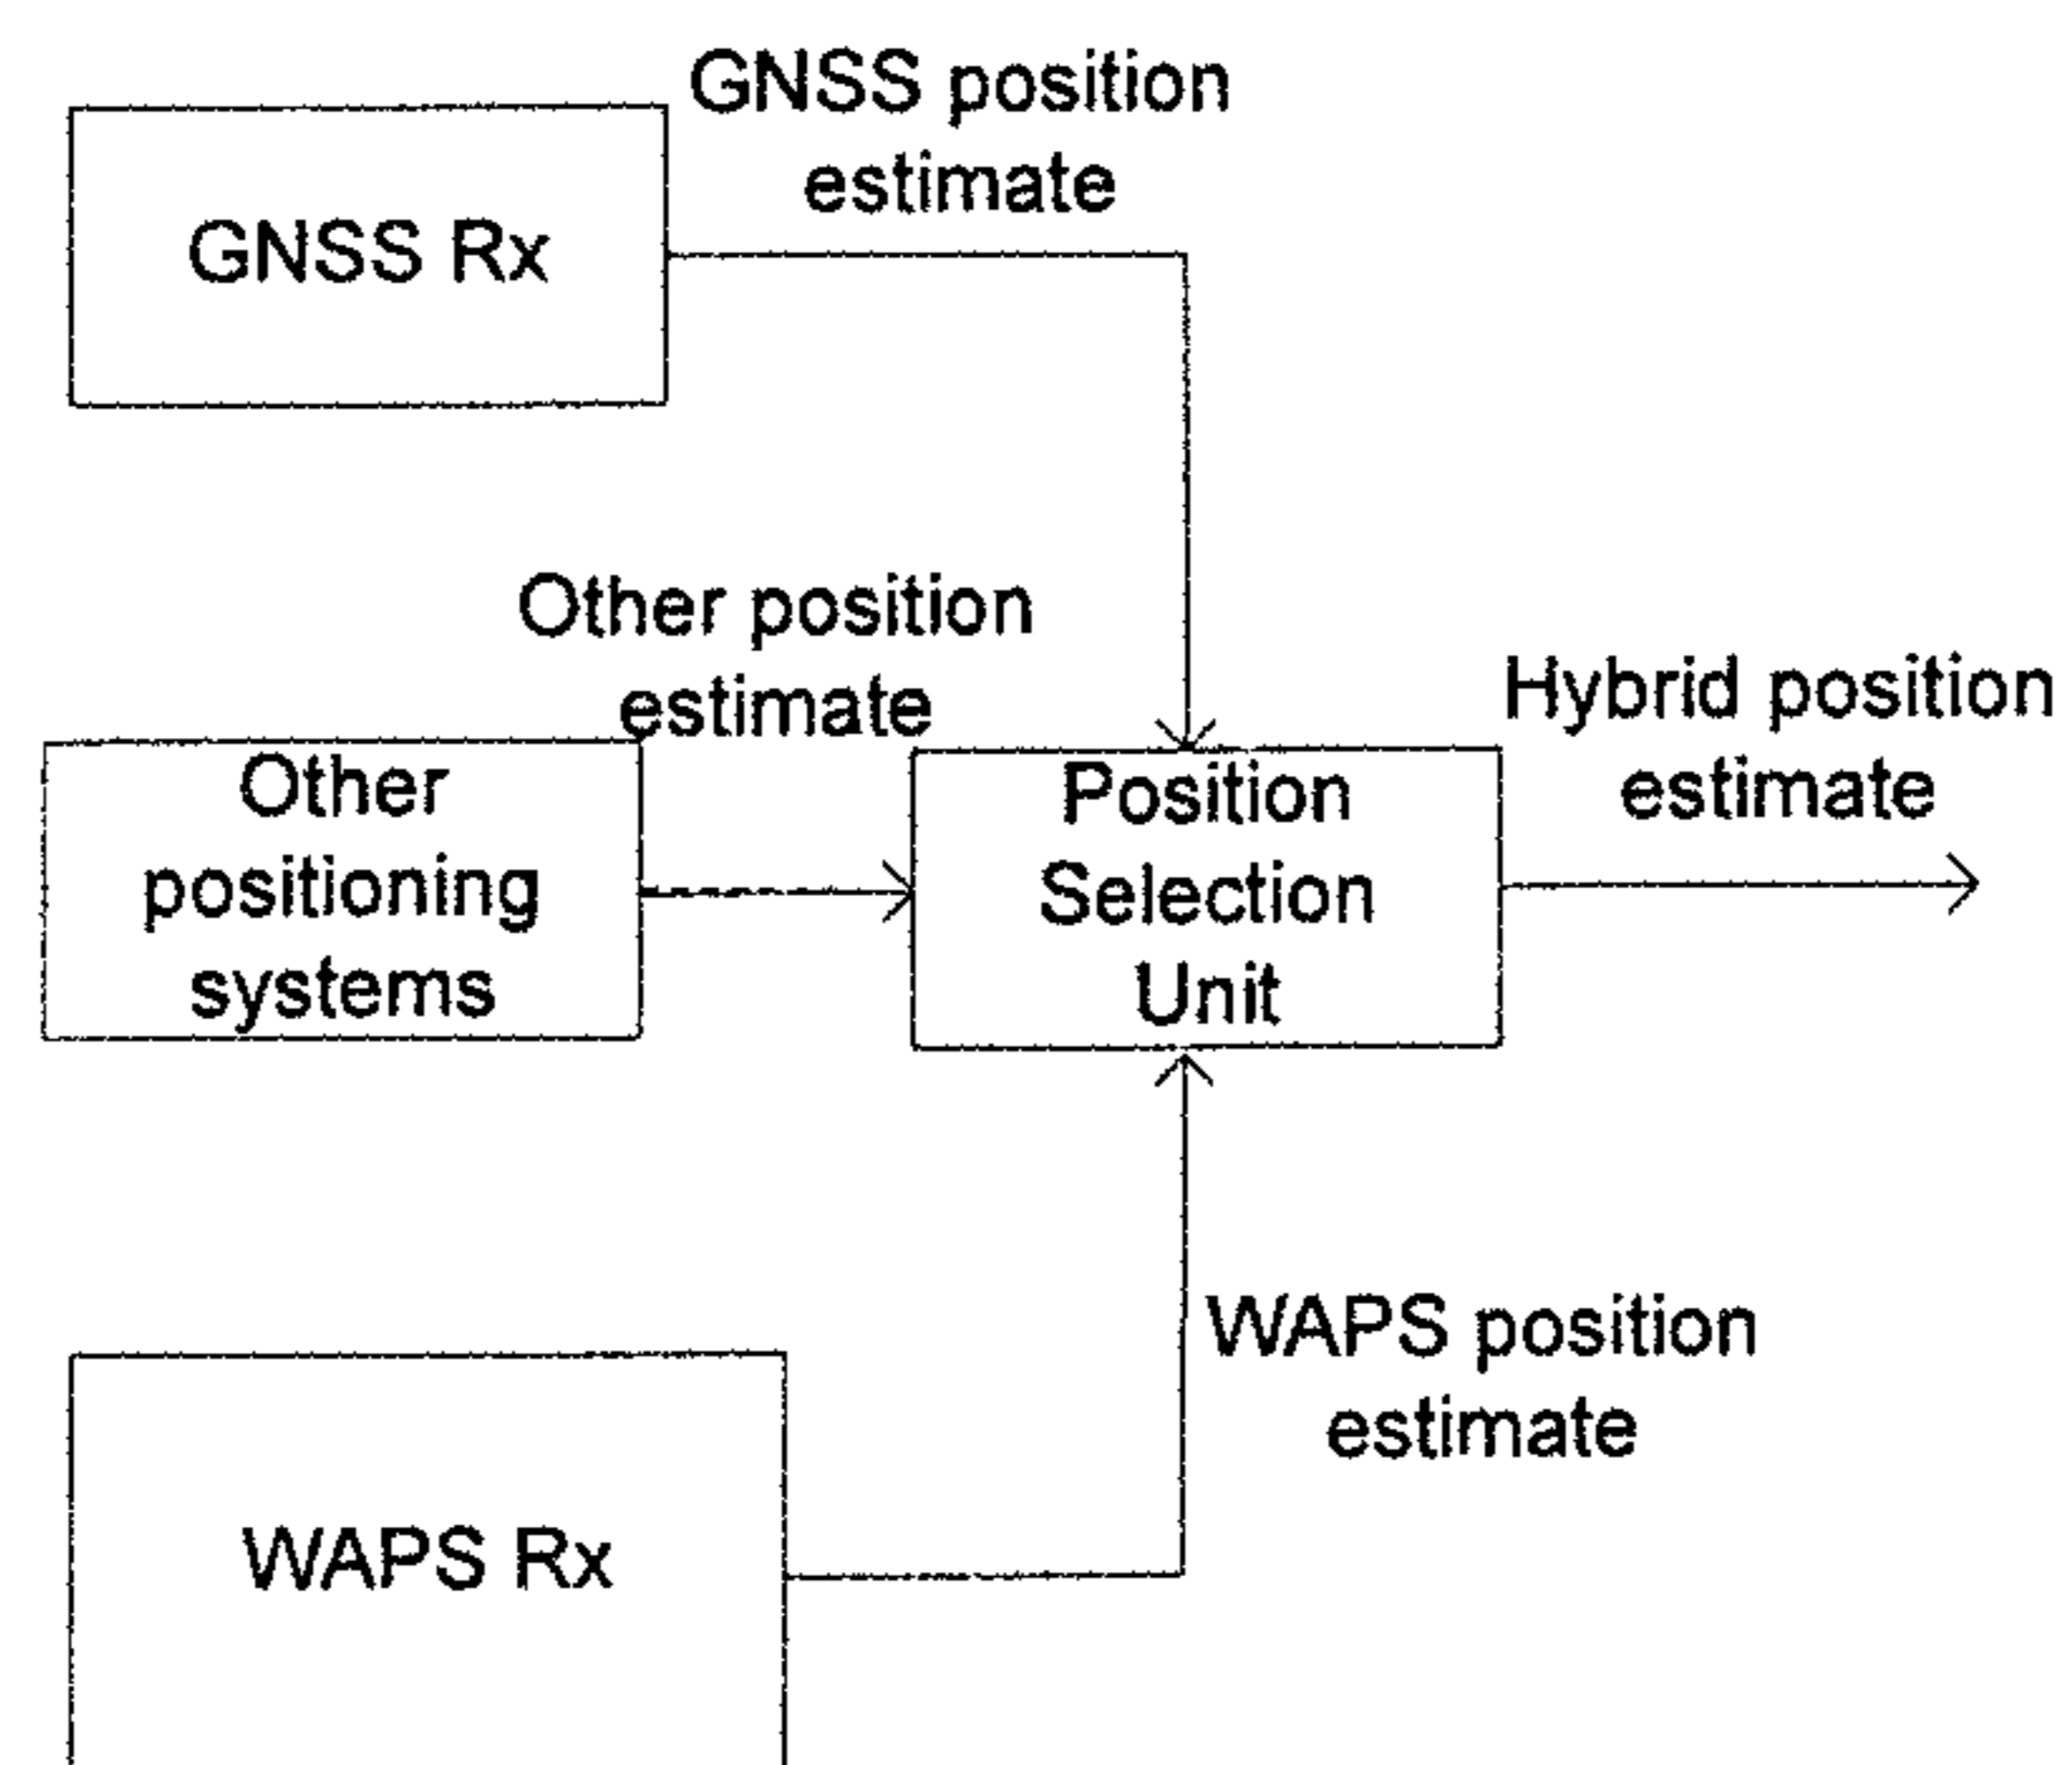 GNSS position
estimate
GNSS Rx
Other position
estimate
Other
positioning
systems
Position
Selection
Unit
Hybrid position
estimate
WAPS position
estimate
WAPS Rx